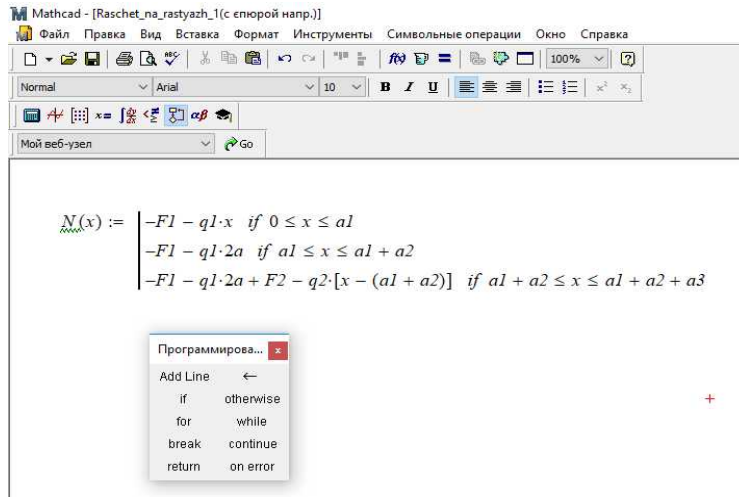 Mathcad - [Raschet_na_rastyazh_1(с єпюрой напр.)]
Файл Правка Вид Вставка Формат Инструменты Символьные операции Окно Справка
100%
Normal Arial 10 B I U
αβ
Мой веб-узел Go
N(x) := -F1 - q1·x if 0 ≤ x ≤ a1
-F1 - q1·2a if a1 ≤ x ≤ a1 + a2
-F1 - q1·2a + F2 - q2·[x - (a1 + a2)] if a1 + a2 ≤ x ≤ a1 + a2 + a3
Программирова... x
Add Line ←
if otherwise
for while
break continue
return on error